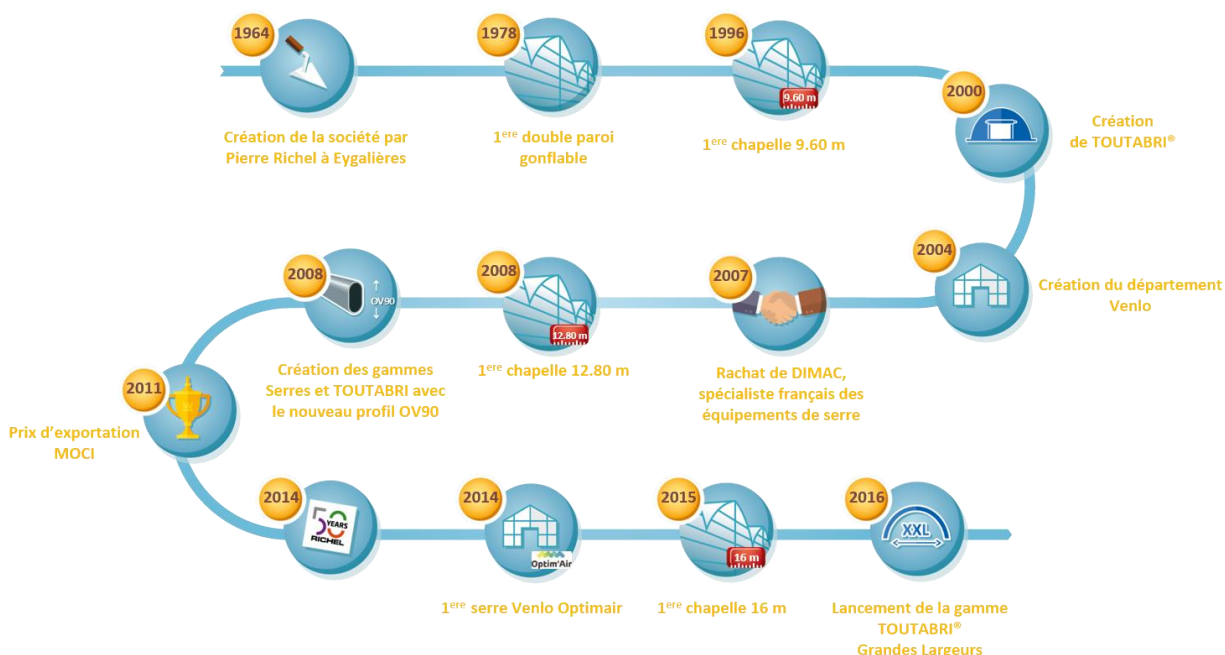 1964
Création de la société par
Pierre Richel à Eygalières
1978
1ere double paroi
gonflable
1996
9.60 m
1ere chapelle 9.60 m
2000
Création
de TOUTABRI®
2004
Création du département
Venlo
2007
Rachat de DIMAC,
spécialiste français des
équipements de serre
2008
12.80 m
1ere chapelle 12.80 m
2008
↑
OV90
↓
Création des gammes
Serres et TOUTABRI avec
le nouveau profil OV90
2011
Prix d’exportation
MOCI
2014
50
YEARS
RICHEL
2014
Optim'Air
1ere serre Venlo Optimair
2015
16 m
1ere chapelle 16 m
2016
XXL
Lancement de la gamme
TOUTABRI®
Grandes Largeurs